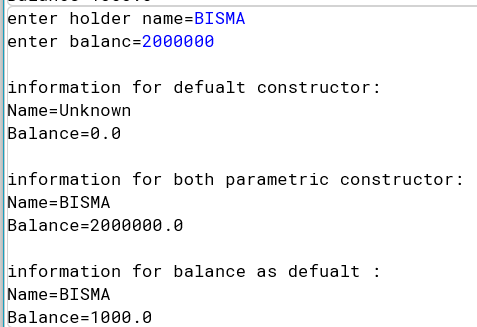 enter holder name=BISMA
enter balanc=2000000
information for defualt constructor:
Name=Unknown
Balance=0.0
information for both parametric constructor:
Name=BISMA
Balance=2000000.0
information for balance as defualt :
Name=BISMA
Balance=1000.0